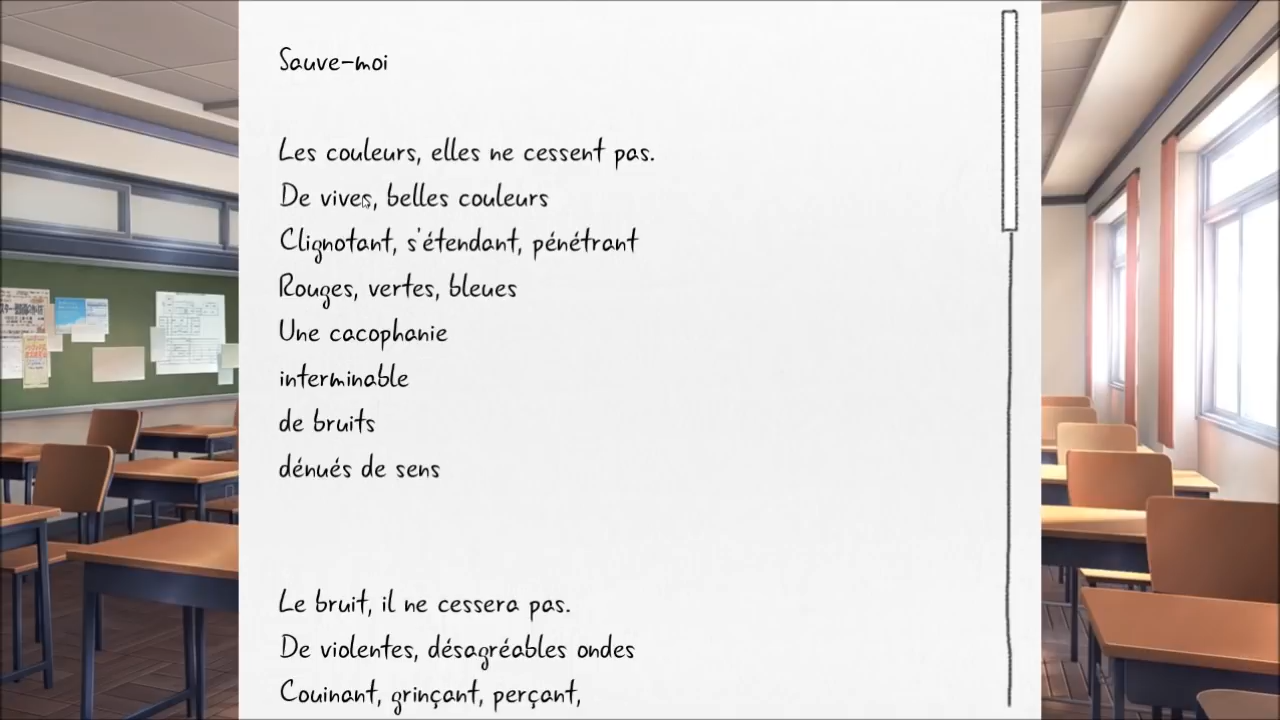 Sauve-moi
Les couleurs, elles ne cessent pas.
De vives, belles couleurs
Clignotant, s'étendant, pénétrant
Rouges, vertes, bleues
Une cacophanie
interminable
de bruits
dénués de sens
Le bruit, il ne cessera pas.
De violentes, désagréables ondes
Couinant, grinçant, perçant,